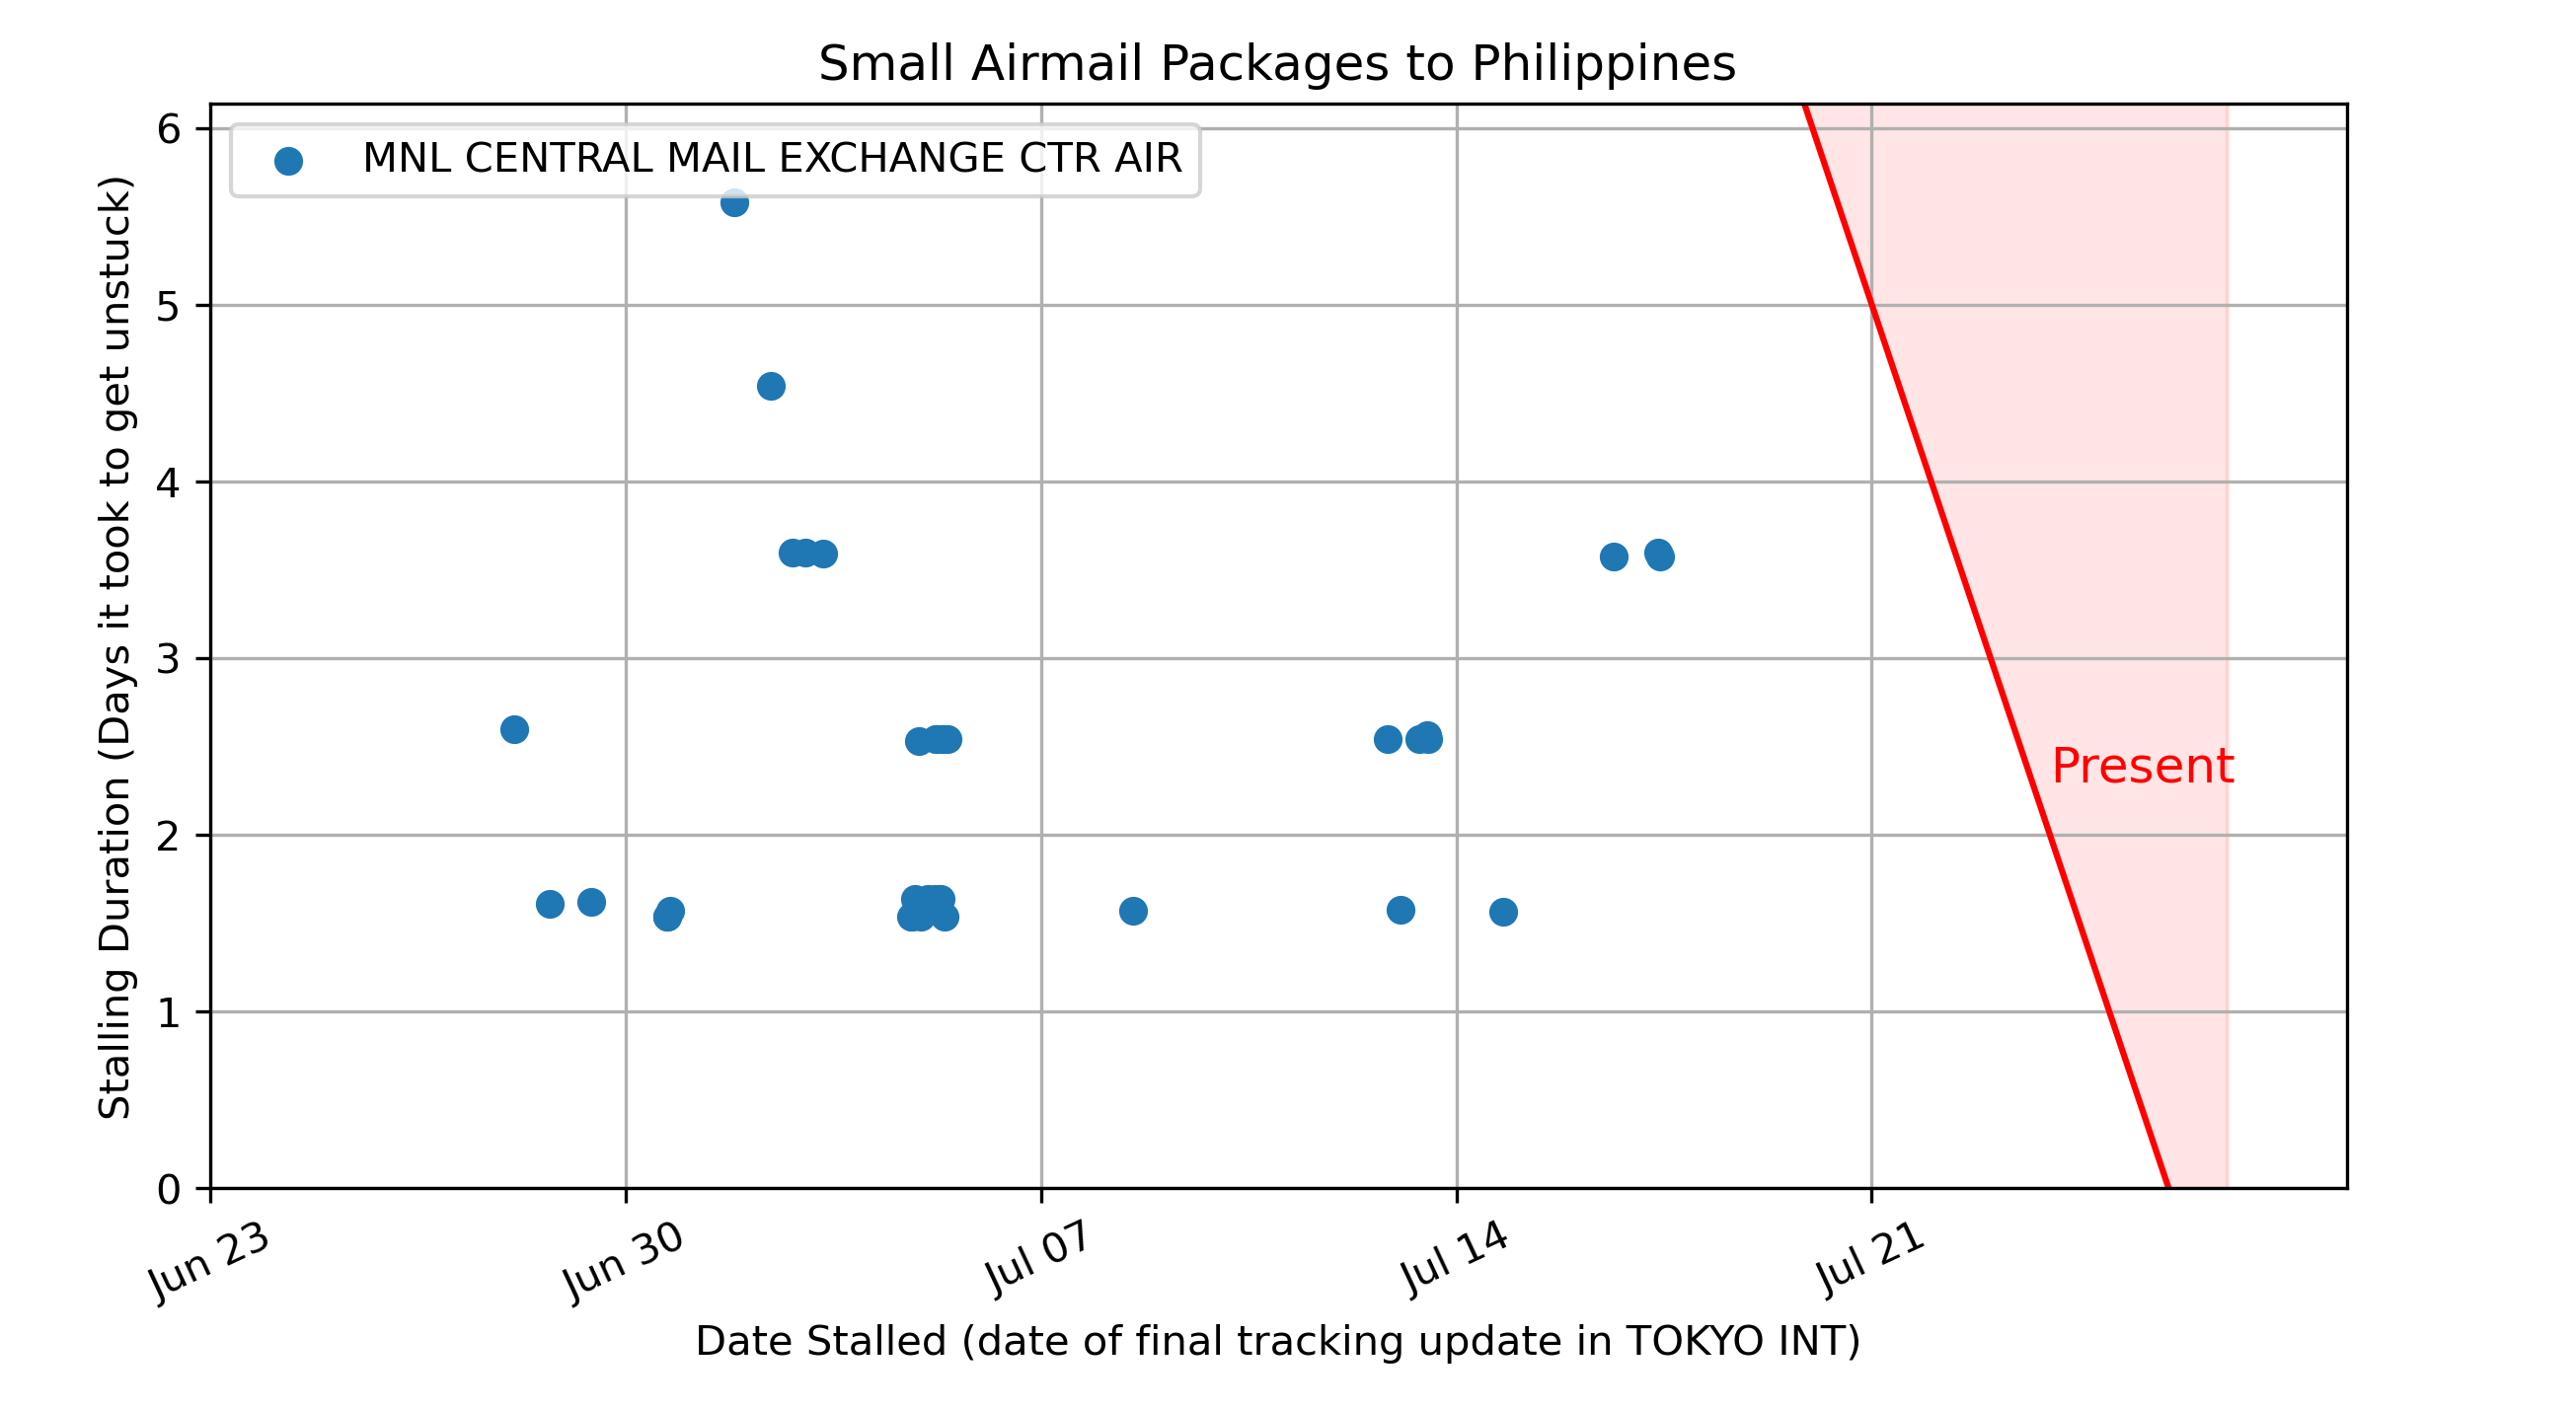 Small Airmail Packages to Philippines
MNL CENTRAL MAIL EXCHANGE CTR AIR
Stalling Duration (Days it took to get unstuck)
6
5
4
3
2
1
0
Present
Jun 23
Jun 30
Jul 07
Jul 14
Jul 21
Date Stalled (date of final tracking update in TOKYO INT)